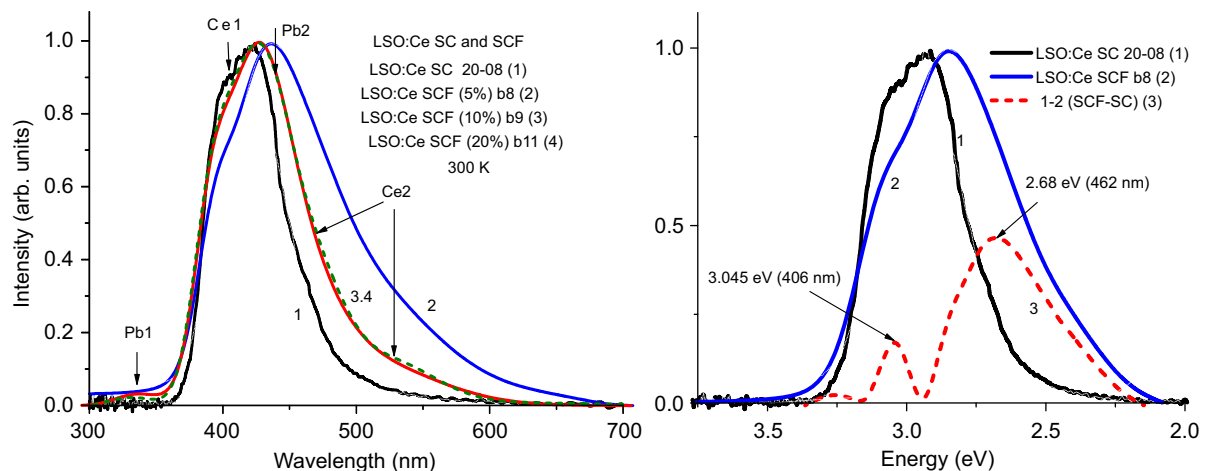 Ce1
Pb2
LSO:Ce SC and SCF
LSO:Ce SC 20-08 (1)
LSO:Ce SCF (5%) b8 (2)
LSO:Ce SCF (10%) b9 (3)
LSO:Ce SCF (20%) b11 (4)
300 K
Ce2
Pb1
1
2
3.4
Intensity (arb. units)
1.0
0.8
0.6
0.4
0.2
0.0
300
400
500
600
700
Wavelength (nm)
LSO:Ce SC 20-08 (1)
LSO:Ce SCF b8 (2)
1-2 (SCF-SC) (3)
1
2
2.68 eV (462 nm)
3.045 eV (406 nm)
3
1.0
0.5
0.0
3.5
3.0
2.5
2.0
Energy (eV)